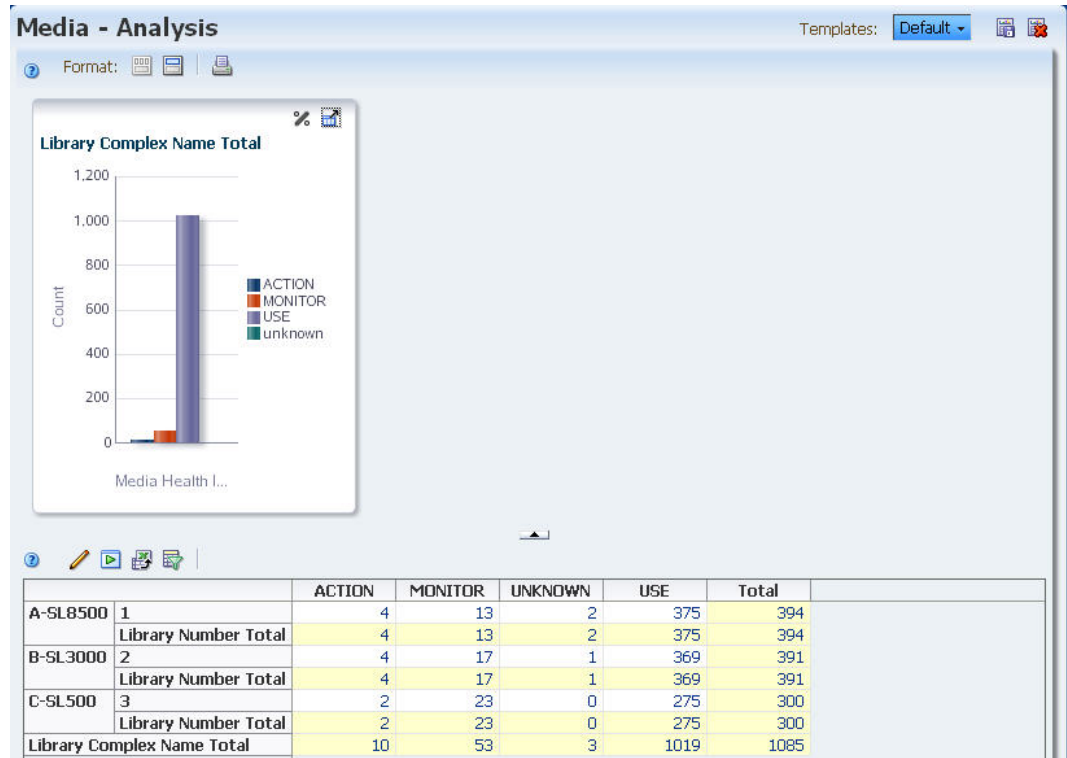 Media - Analysis
Templates: Default
Format:
Library Complex Name Total
1,200
1,000
800
600
400
200
0
Count
ACTION
MONITOR
USE
unknown
Media Health I...
ACTION MONITOR UNKNOWN USE Total
A-SL8500 1 4 13 2 375 394
Library Number Total 4 13 2 375 394
B-SL3000 2 4 17 1 369 391
Library Number Total 4 17 1 369 391
C-SL500 3 2 23 0 275 300
Library Number Total 2 23 0 275 300
Library Complex Name Total 10 53 3 1019 1085